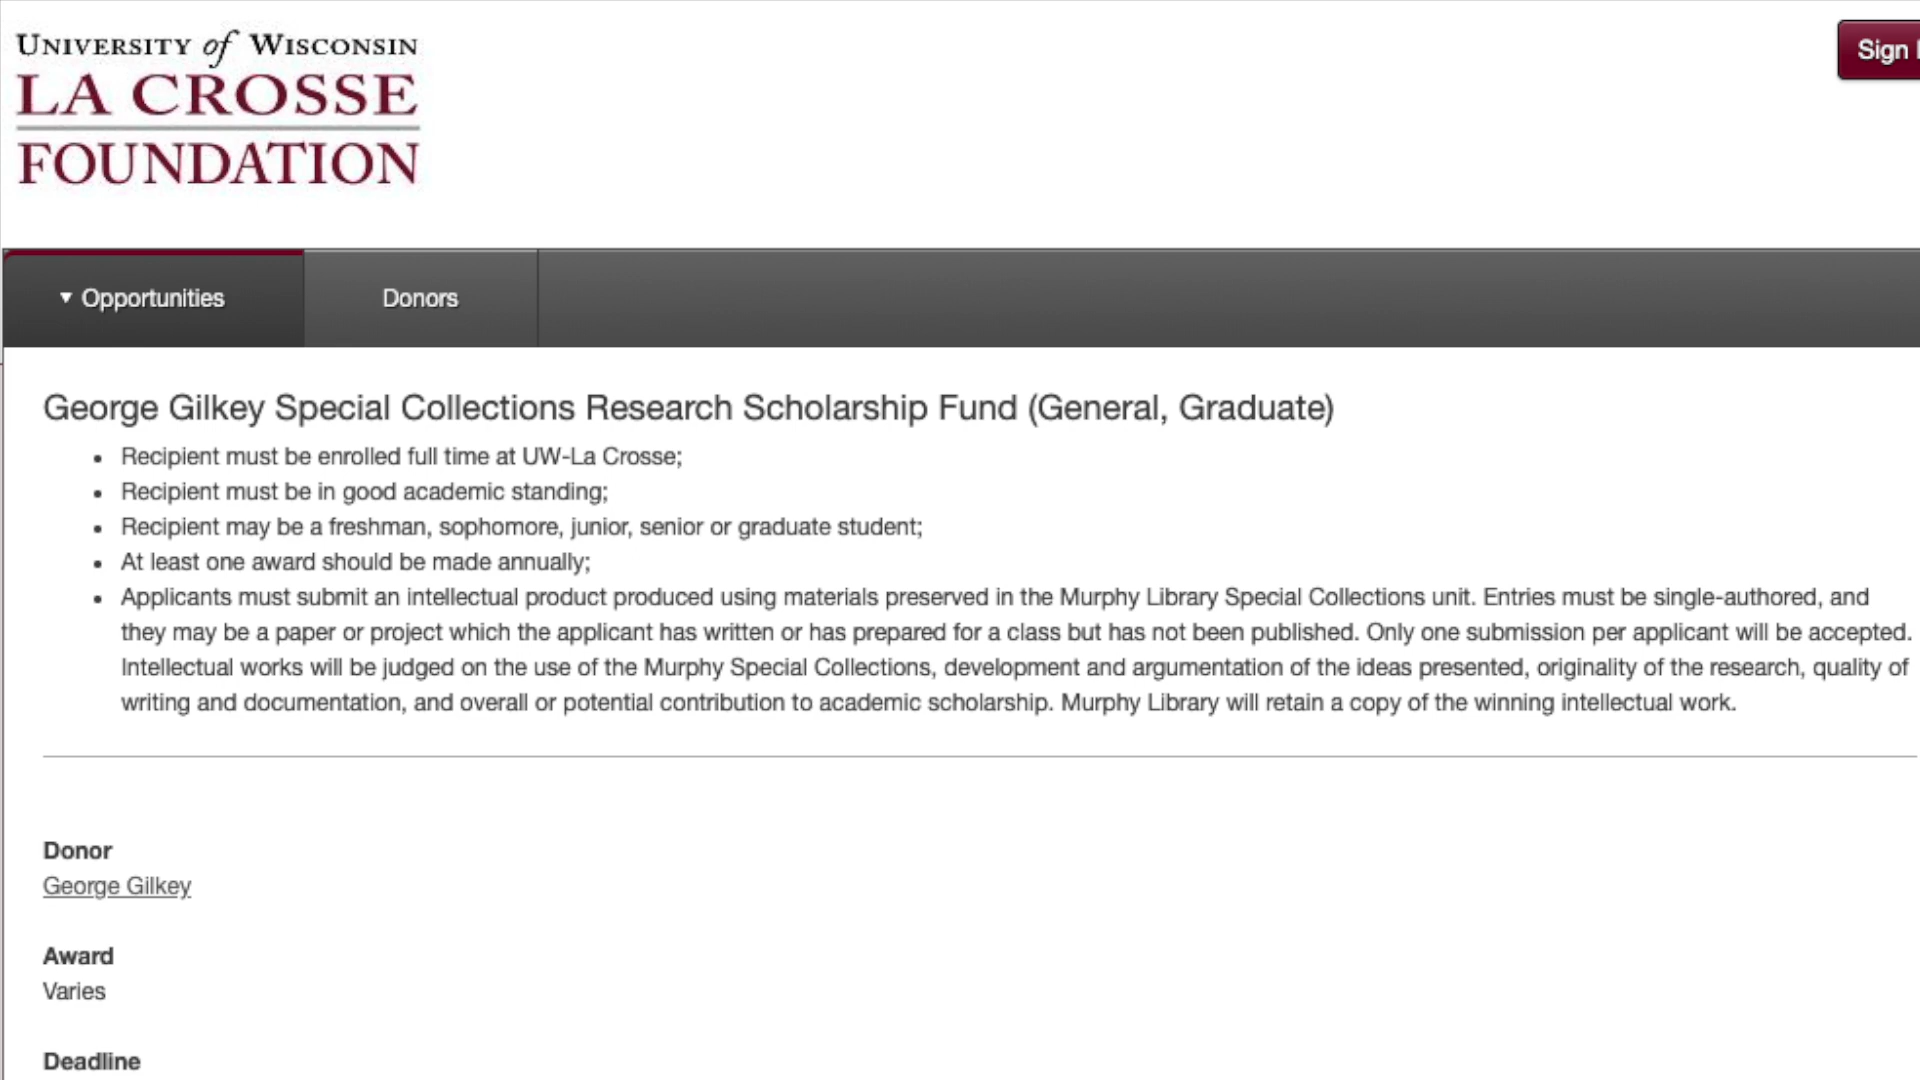 UNIVERSITY of WISCONSIN
LA CROSSE
FOUNDATION
Sign
▼ Opportunities
Donors
George Gilkey Special Collections Research Scholarship Fund (General, Graduate)
• Recipient must be enrolled full time at UW-La Crosse;
• Recipient must be in good academic standing;
• Recipient may be a freshman, sophomore, junior, senior or graduate student;
• At least one award should be made annually;
• Applicants must submit an intellectual product produced using materials preserved in the Murphy Library Special Collections unit. Entries must be single-authored, and
they may be a paper or project which the applicant has written or has prepared for a class but has not been published. Only one submission per applicant will be accepted.
Intellectual works will be judged on the use of the Murphy Special Collections, development and argumentation of the ideas presented, originality of the research, quality of
writing and documentation, and overall or potential contribution to academic scholarship. Murphy Library will retain a copy of the winning intellectual work.
Donor
George Gilkey
Award
Varies
Deadline